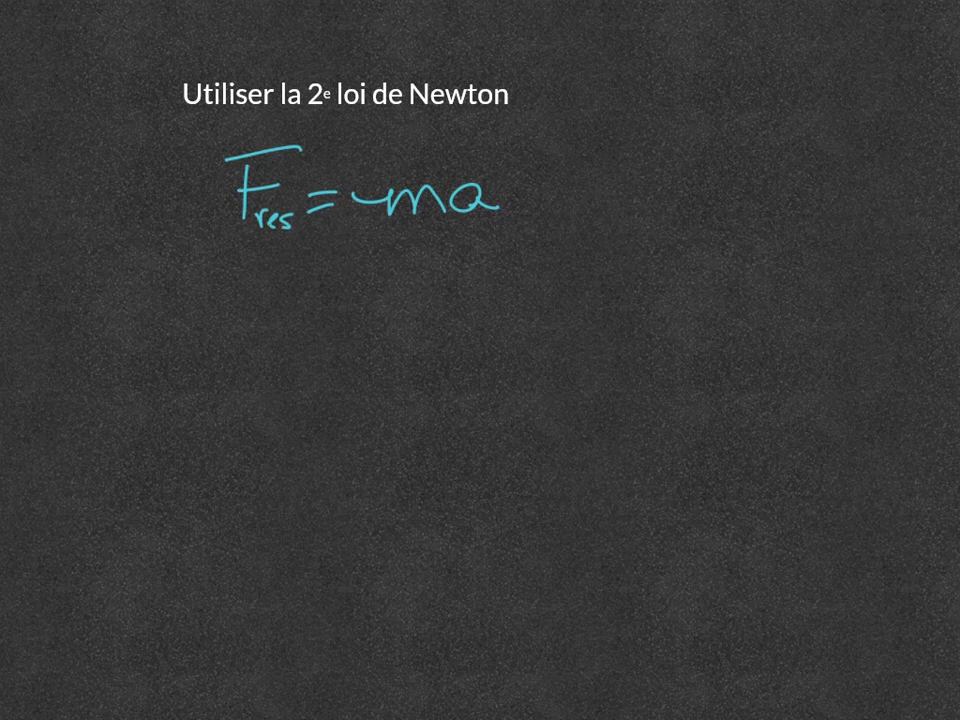 Utiliser la 2e loi de Newton
Fres = ma